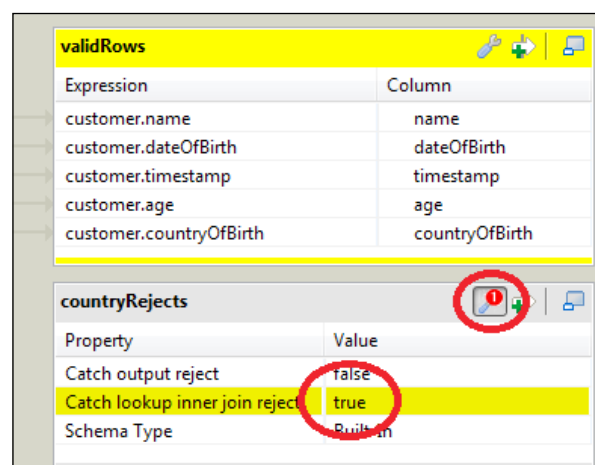 validRows
Expression Column
customer.name name
customer.dateOfBirth dateOfBirth
customer.timestamp timestamp
customer.age age
customer.countryOfBirth countryOfBirth
countryRejects 1
Property Value
Catch output reject false
Catch lookup inner join reject true
Schema Type Built-In